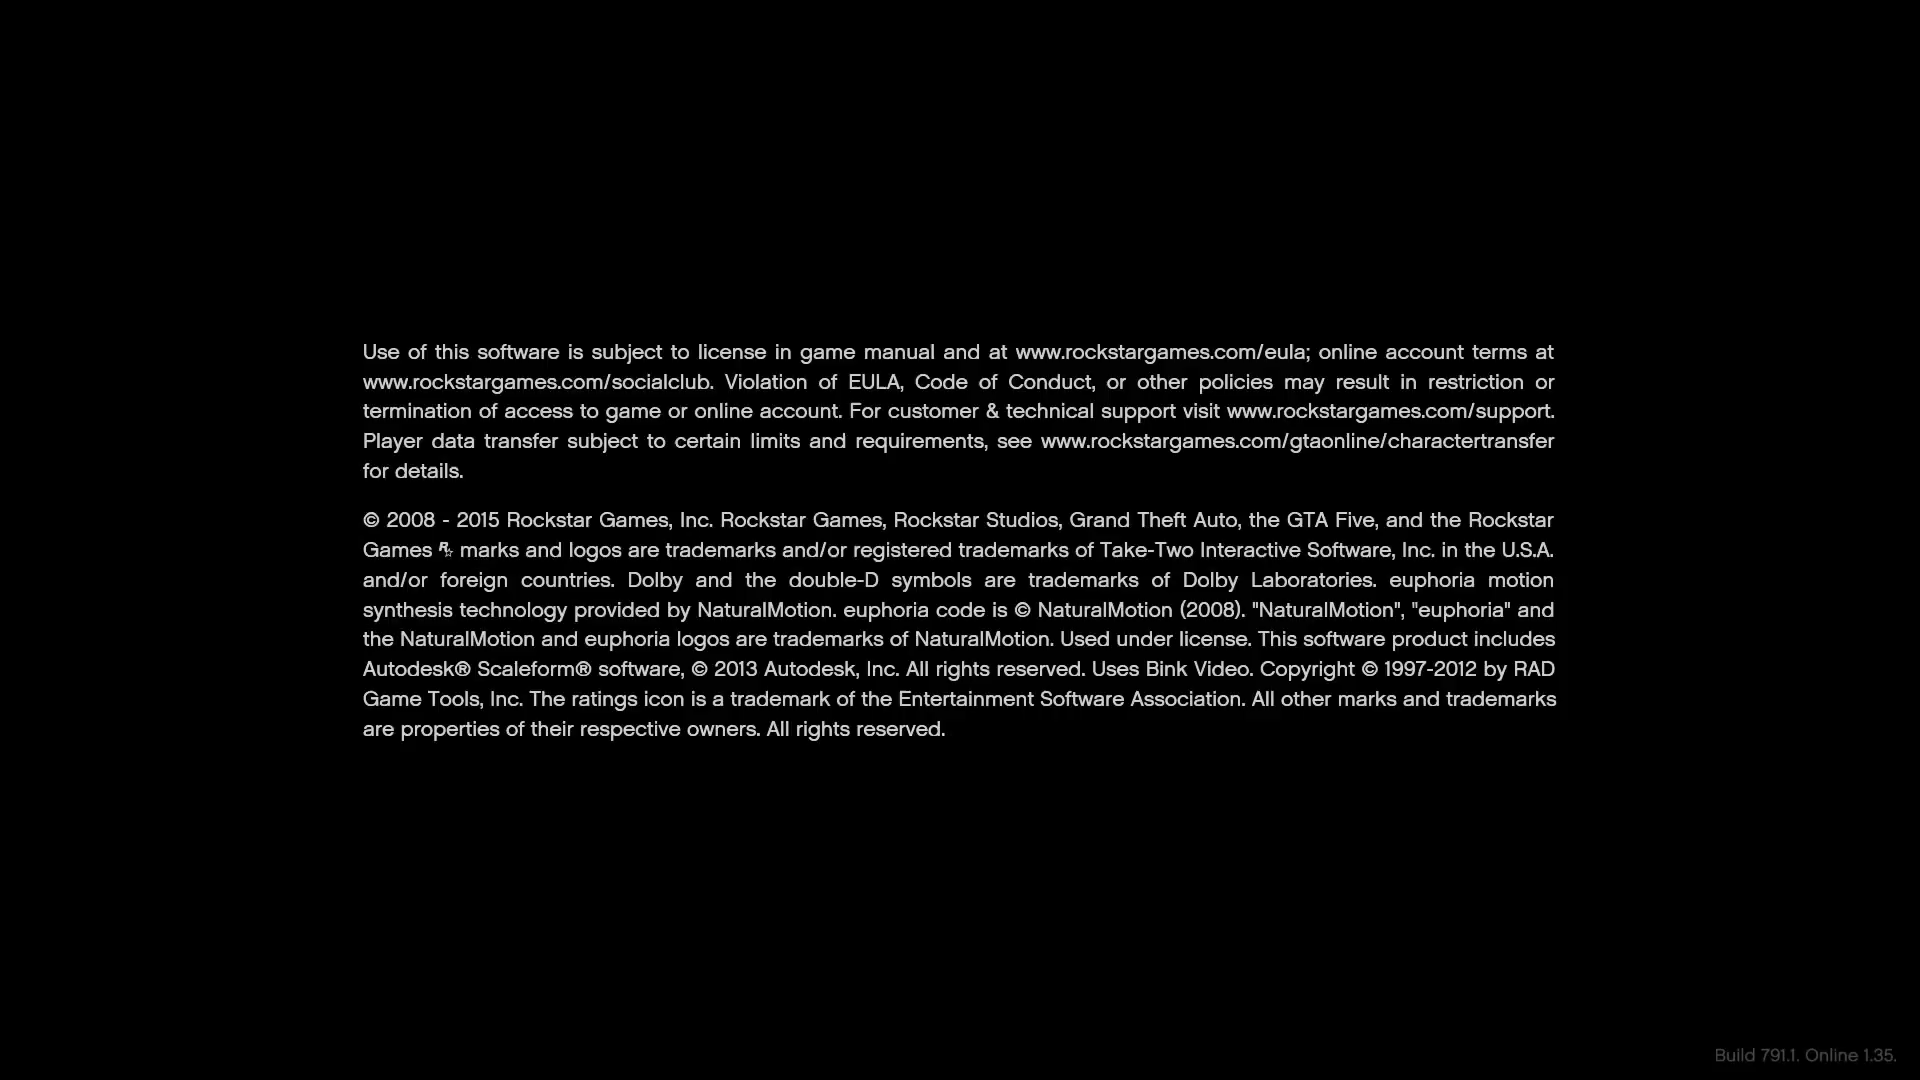 Use of this software is subject to license in game manual and at www.rockstargames.com/eula; online account terms at
www.rockstargames.com/socialclub. Violation of EULA, Code of Conduct, or other policies may result in restriction or
termination of access to game or online account. For customer & technical support visit www.rockstargames.com/support.
Player data transfer subject to certain limits and requirements, see www.rockstargames.com/gtaonline/charactertransfer
for details.
© 2008 - 2015 Rockstar Games, Inc. Rockstar Games, Rockstar Studios, Grand Theft Auto, the GTA Five, and the Rockstar
Games R* marks and logos are trademarks and/or registered trademarks of Take-Two Interactive Software, Inc. in the U.S.A.
and/or foreign countries. Dolby and the double-D symbols are trademarks of Dolby Laboratories. euphoria motion
synthesis technology provided by NaturalMotion. euphoria code is © NaturalMotion (2008). "NaturalMotion", "euphoria" and
the NaturalMotion and euphoria logos are trademarks of NaturalMotion. Used under license. This software product includes
Autodesk® Scaleform® software, © 2013 Autodesk, Inc. All rights reserved. Uses Bink Video. Copyright © 1997-2012 by RAD
Game Tools, Inc. The ratings icon is a trademark of the Entertainment Software Association. All other marks and trademarks
are properties of their respective owners. All rights reserved.
Build 791.1. Online 1.35.